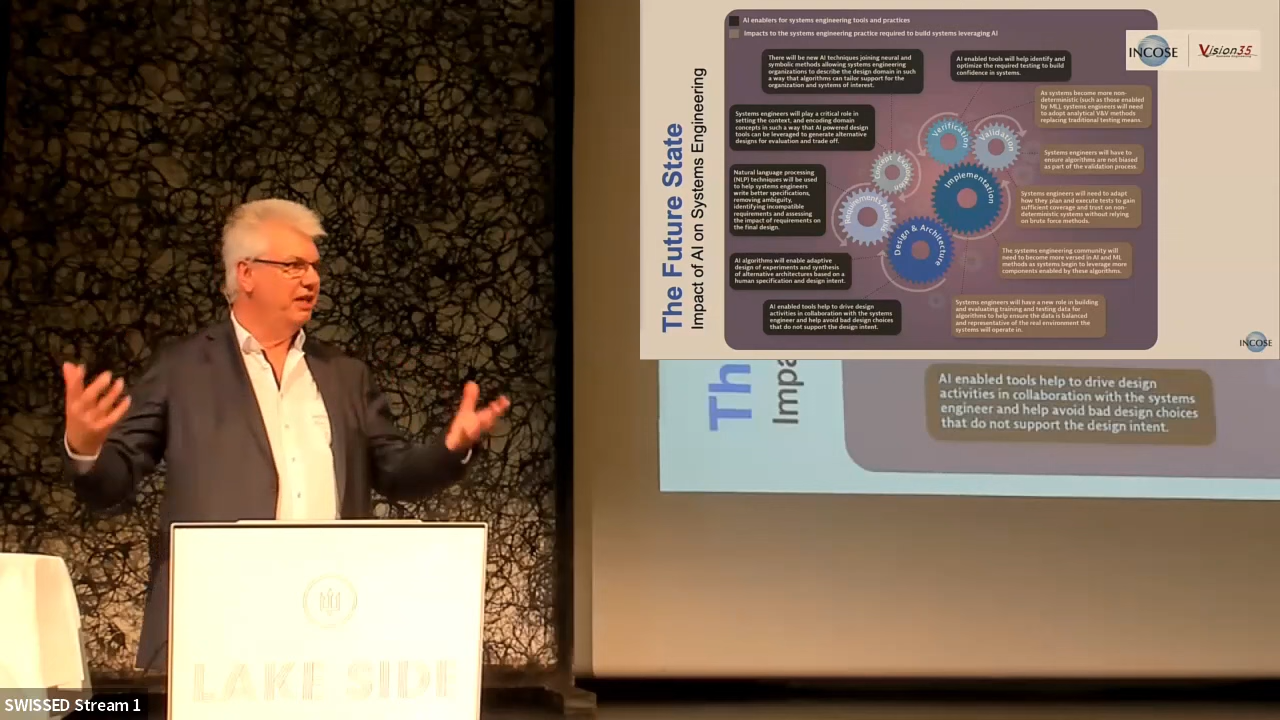 AI enablers for systems engineering tools and practices
Impacts to the systems engineering practice required to build systems leveraging AI
INCOSE
Vision35
The Future State
Impact of AI on Systems Engineering
There will be new AI techniques joining neural and
symbolic methods allowing systems engineering
organizations to describe the design domain in such
a way that algorithms can tailor support for the
organization and systems of interest.
AI enabled tools will help identify and
optimize the required testing to build
confidence in systems.
Systems engineers will play a critical role in
setting the context, and encoding domain
concepts in such a way that AI powered design
tools can be leveraged to generate alternative
designs for evaluation and trade off.
As systems become more non-
deterministic (such as those enabled
by ML), systems engineers will need
to adopt analytical V&V methods
replacing traditional testing means.
Natural language processing
(NLP) techniques will be used
to help systems engineers
write better specifications,
removing ambiguity,
identifying incompatible
requirements and assessing
the impact of requirements on
the final design.
Systems engineers will have to
ensure algorithms are not biased
as part of the validation process.
Systems engineers will need to adapt
how they plan and execute tests to gain
sufficient coverage and trust on non-
deterministic systems without relying
on brute force methods.
AI algorithms will enable adaptive
design of experiments and synthesis
of alternative architectures based on a
human specification and design intent.
The systems engineering community will
need to become more versed in AI and ML
methods as systems begin to leverage more
components enabled by these algorithms.
AI enabled tools help to drive design
activities in collaboration with the systems
engineer and help avoid bad design choices
that do not support the design intent.
Systems engineers will have a new role in building
and evaluating training and testing data for
algorithms to help ensure the data is balanced
and representative of the real environment the
systems will operate in.
Verification
Validation
Concept
Implementation
Requirements Analysis
Design & Architecture
INCOSE
Th
Impa
AI enabled tools help to drive design
activities in collaboration with the systems
engineer and help avoid bad design choices
that do not support the design intent.
LAKE SIDE
SWISSED Stream 1